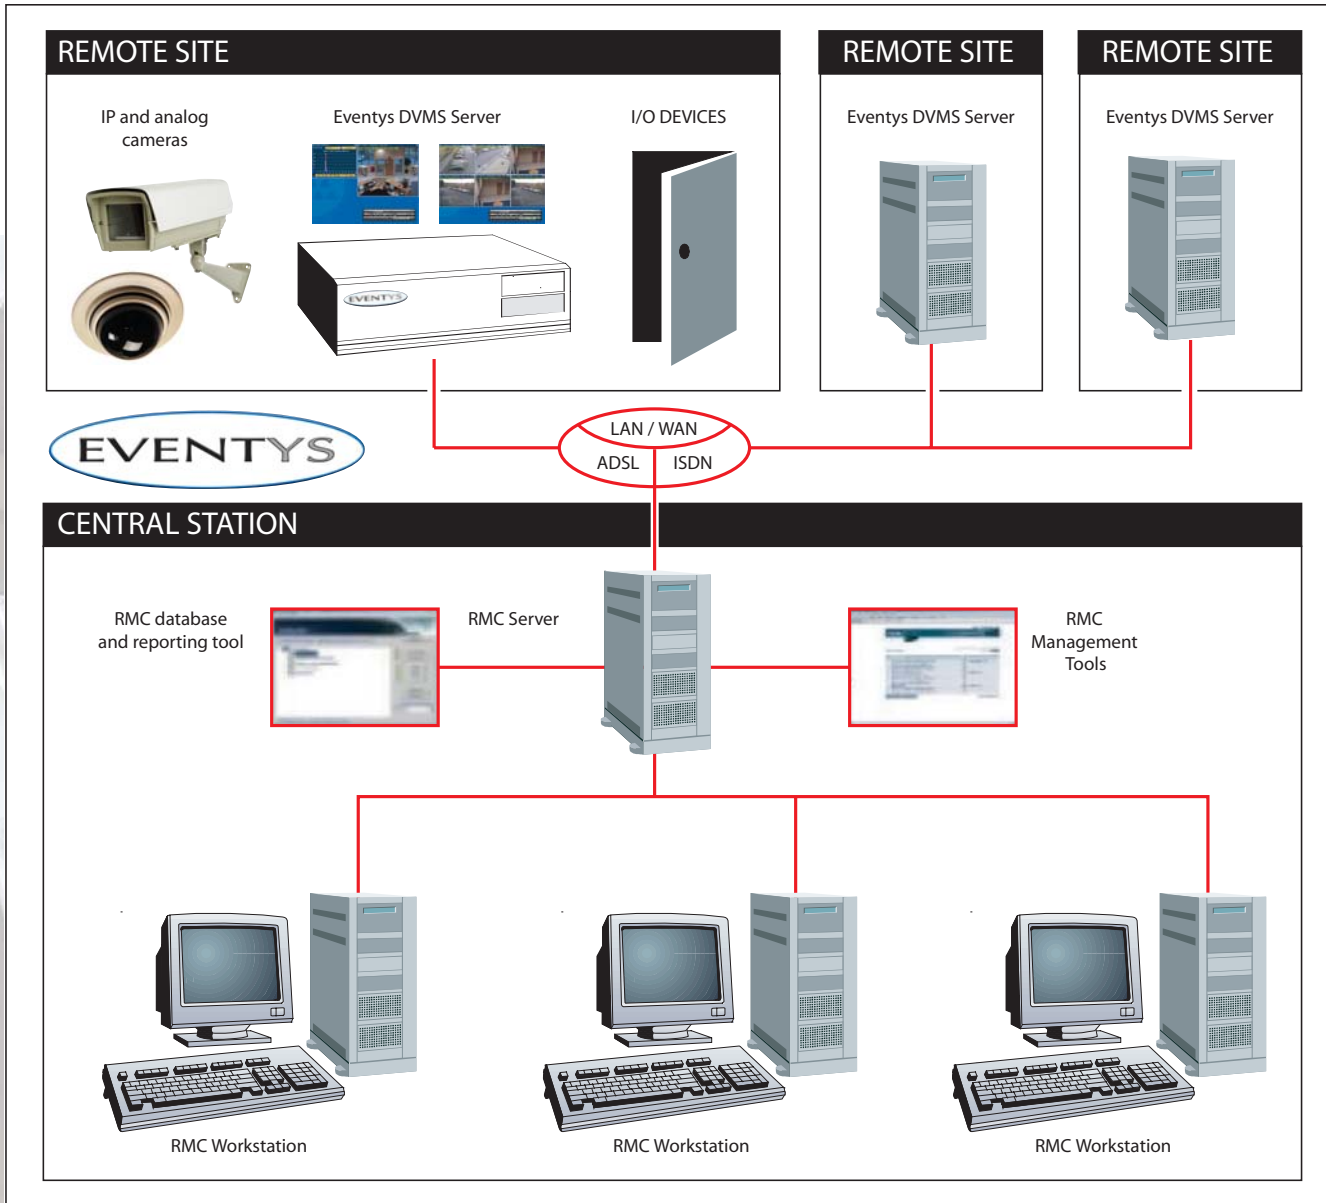 REMOTE SITE
IP and analog
cameras
Eventys DVMS Server
I/O DEVICES
EVENTYS
REMOTE SITE
Eventys DVMS Server
REMOTE SITE
Eventys DVMS Server
EVENTYS
LAN / WAN
ADSL
ISDN
CENTRAL STATION
RMC database
and reporting tool
RMC Server
RMC
Management
Tools
RMC Workstation
RMC Workstation
RMC Workstation